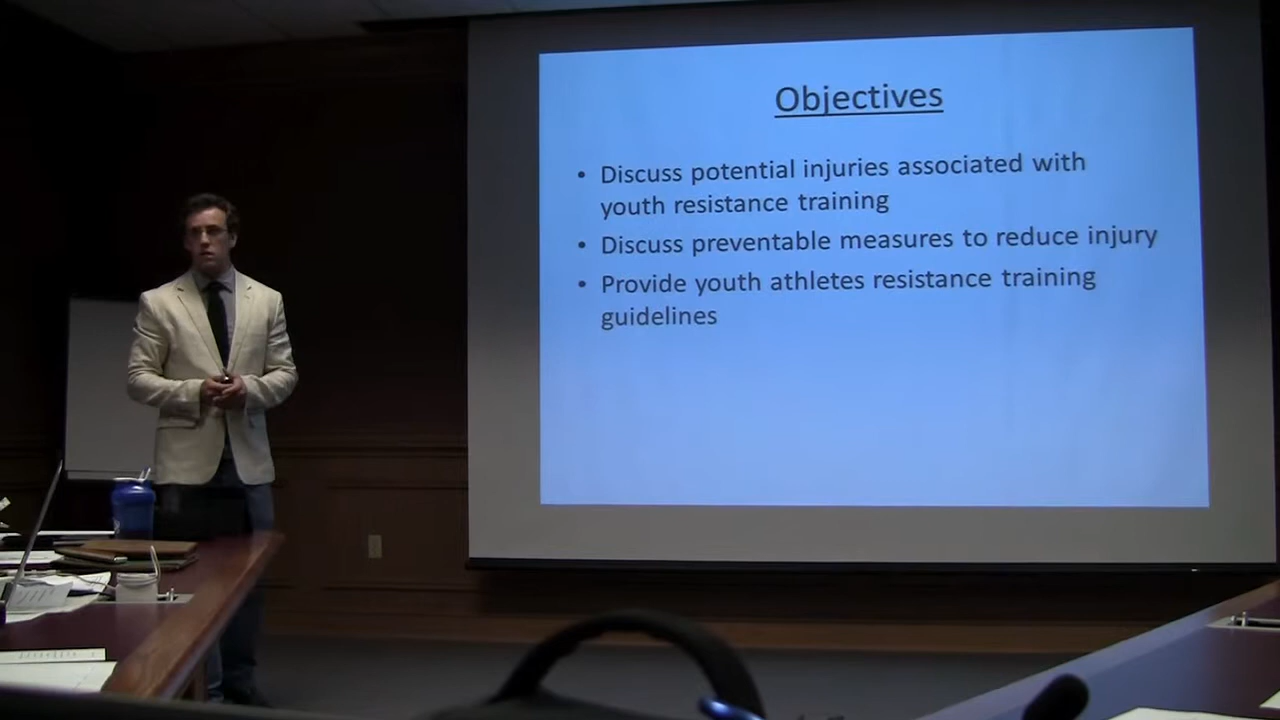 Objectives
• Discuss potential injuries associated with
youth resistance training
• Discuss preventable measures to reduce injury
• Provide youth athletes resistance training
guidelines